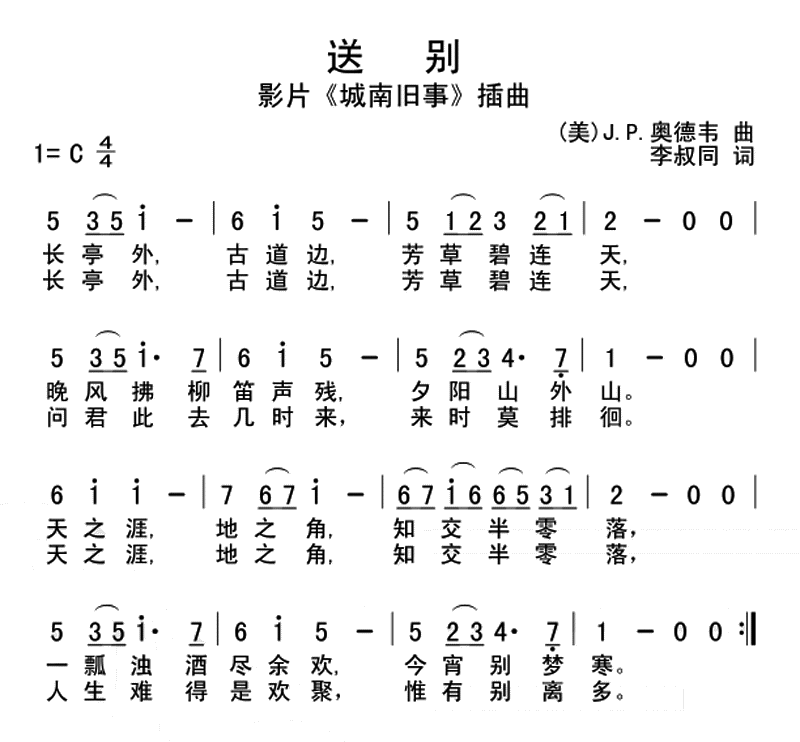 送 别
影片《城南旧事》插曲
(美)J.P.奥德韦 曲
1=C 4/4
李叔同 词
5 3 5 i - | 6 i 5 - | 5 1 2 3 2 1 | 2 - 0 0 |
长 亭 外, 古 道 边, 芳 草 碧 连 天,
长 亭 外, 古 道 边, 芳 草 碧 连 天,
5 3 5 i· 7 | 6 i 5 - | 5 2 3 4· 7 | 1 - 0 0 |
晚 风 拂 柳 笛 声 残, 夕 阳 山 外 山。
问 君 此 去 几 时 来, 来 时 莫 排 徊。
6 i i - | 7 6 7 i - | 6 7 i 6 6 5 3 1 | 2 - 0 0 |
天 之 涯, 地 之 角, 知 交 半 零 落,
天 之 涯, 地 之 角, 知 交 半 零 落,
5 3 5 i· 7 | 6 i 5 - | 5 2 3 4· 7 | 1 - 0 0 :‖
一 瓢 浊 酒 尽 余 欢, 今 宵 别 梦 寒。
人 生 难 得 是 欢 聚, 惟 有 别 离 多。